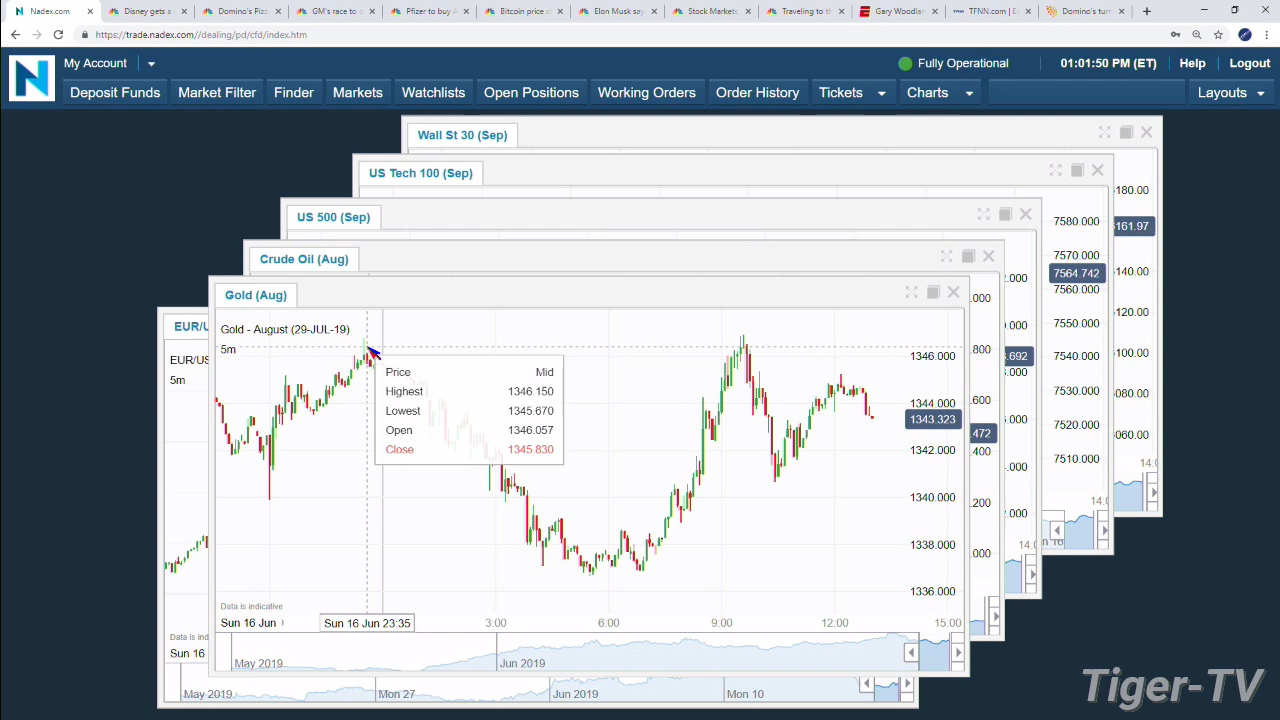 Nadex.com
Disney gets a
Domino's Pizz
GM's race to c
Pfizer to buy A
Bitcoin price c
Elon Musk say
Stock Markets
Traveling to th
Gary Woodlan
TFNN.com | E
Domino's turn
https://trade.nadex.com//dealing/pd/cfd/index.htm
My Account
Fully Operational
01:01:50 PM (ET)
Help
Logout
Deposit Funds
Market Filter
Finder
Markets
Watchlists
Open Positions
Working Orders
Order History
Tickets
Charts
Layouts
Wall St 30 (Sep)
180.00
161.97
140.00
120.00
100.00
080.00
060.00
14:0
US Tech 100 (Sep)
7580.000
7570.000
7564.742
7560.000
7550.000
7540.000
7530.000
7520.000
7510.000
14:0
US 500 (Sep)
Crude Oil (Aug)
Gold (Aug)
Gold - August (29-JUL-19)
5m
Price Mid
Highest 1346.150
Lowest 1345.670
Open 1346.057
Close 1345.830
1346.000
1344.000
1343.323
1342.000
1340.000
1338.000
1336.000
Data is indicative
Sun 16 Jun
Sun 16 Jun 23:35
3:00
6:00
9:00
12:00
15:00
May 2019
Jun 2019
EUR/U
EUR/US
5m
Data is ind
Sun 16
May 2019
Mon 27
Jun 2019
Mon 10
Tiger-TV